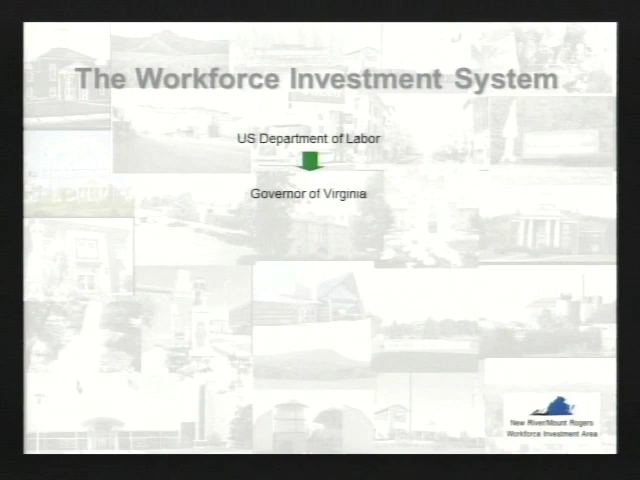 The Workforce Investment System
US Department of Labor
Governor of Virginia
New River/Mount Rogers
Workforce Investment Area